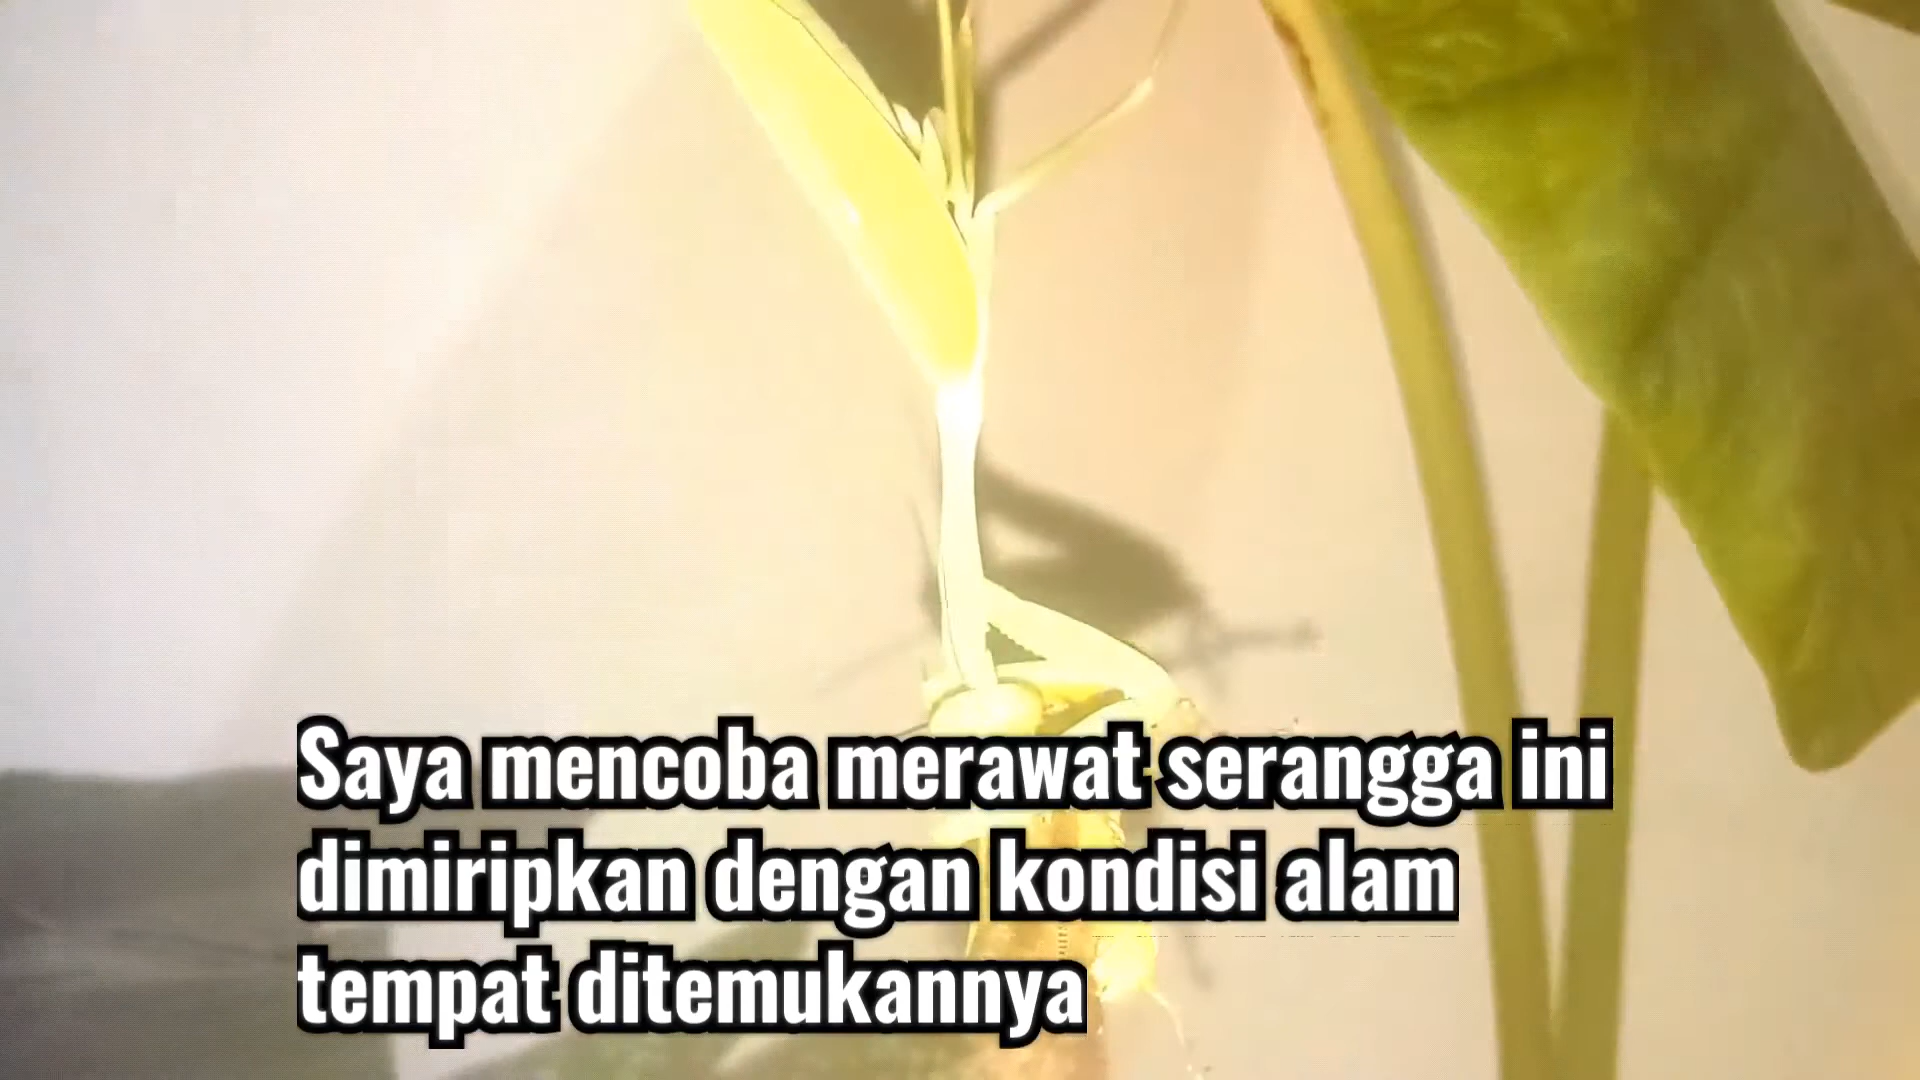 Saya mencoba merawat serangga ini
dimiripkan dengan kondisi alam
tempat ditemukannya